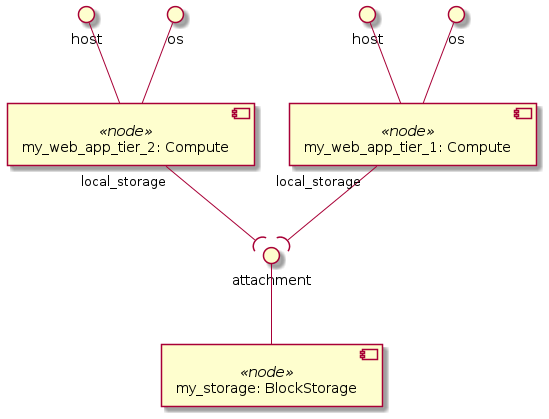 host
os
host
os
«node»
my_web_app_tier_2: Compute
«node»
my_web_app_tier_1: Compute
local_storage
local_storage
attachment
«node»
my_storage: BlockStorage